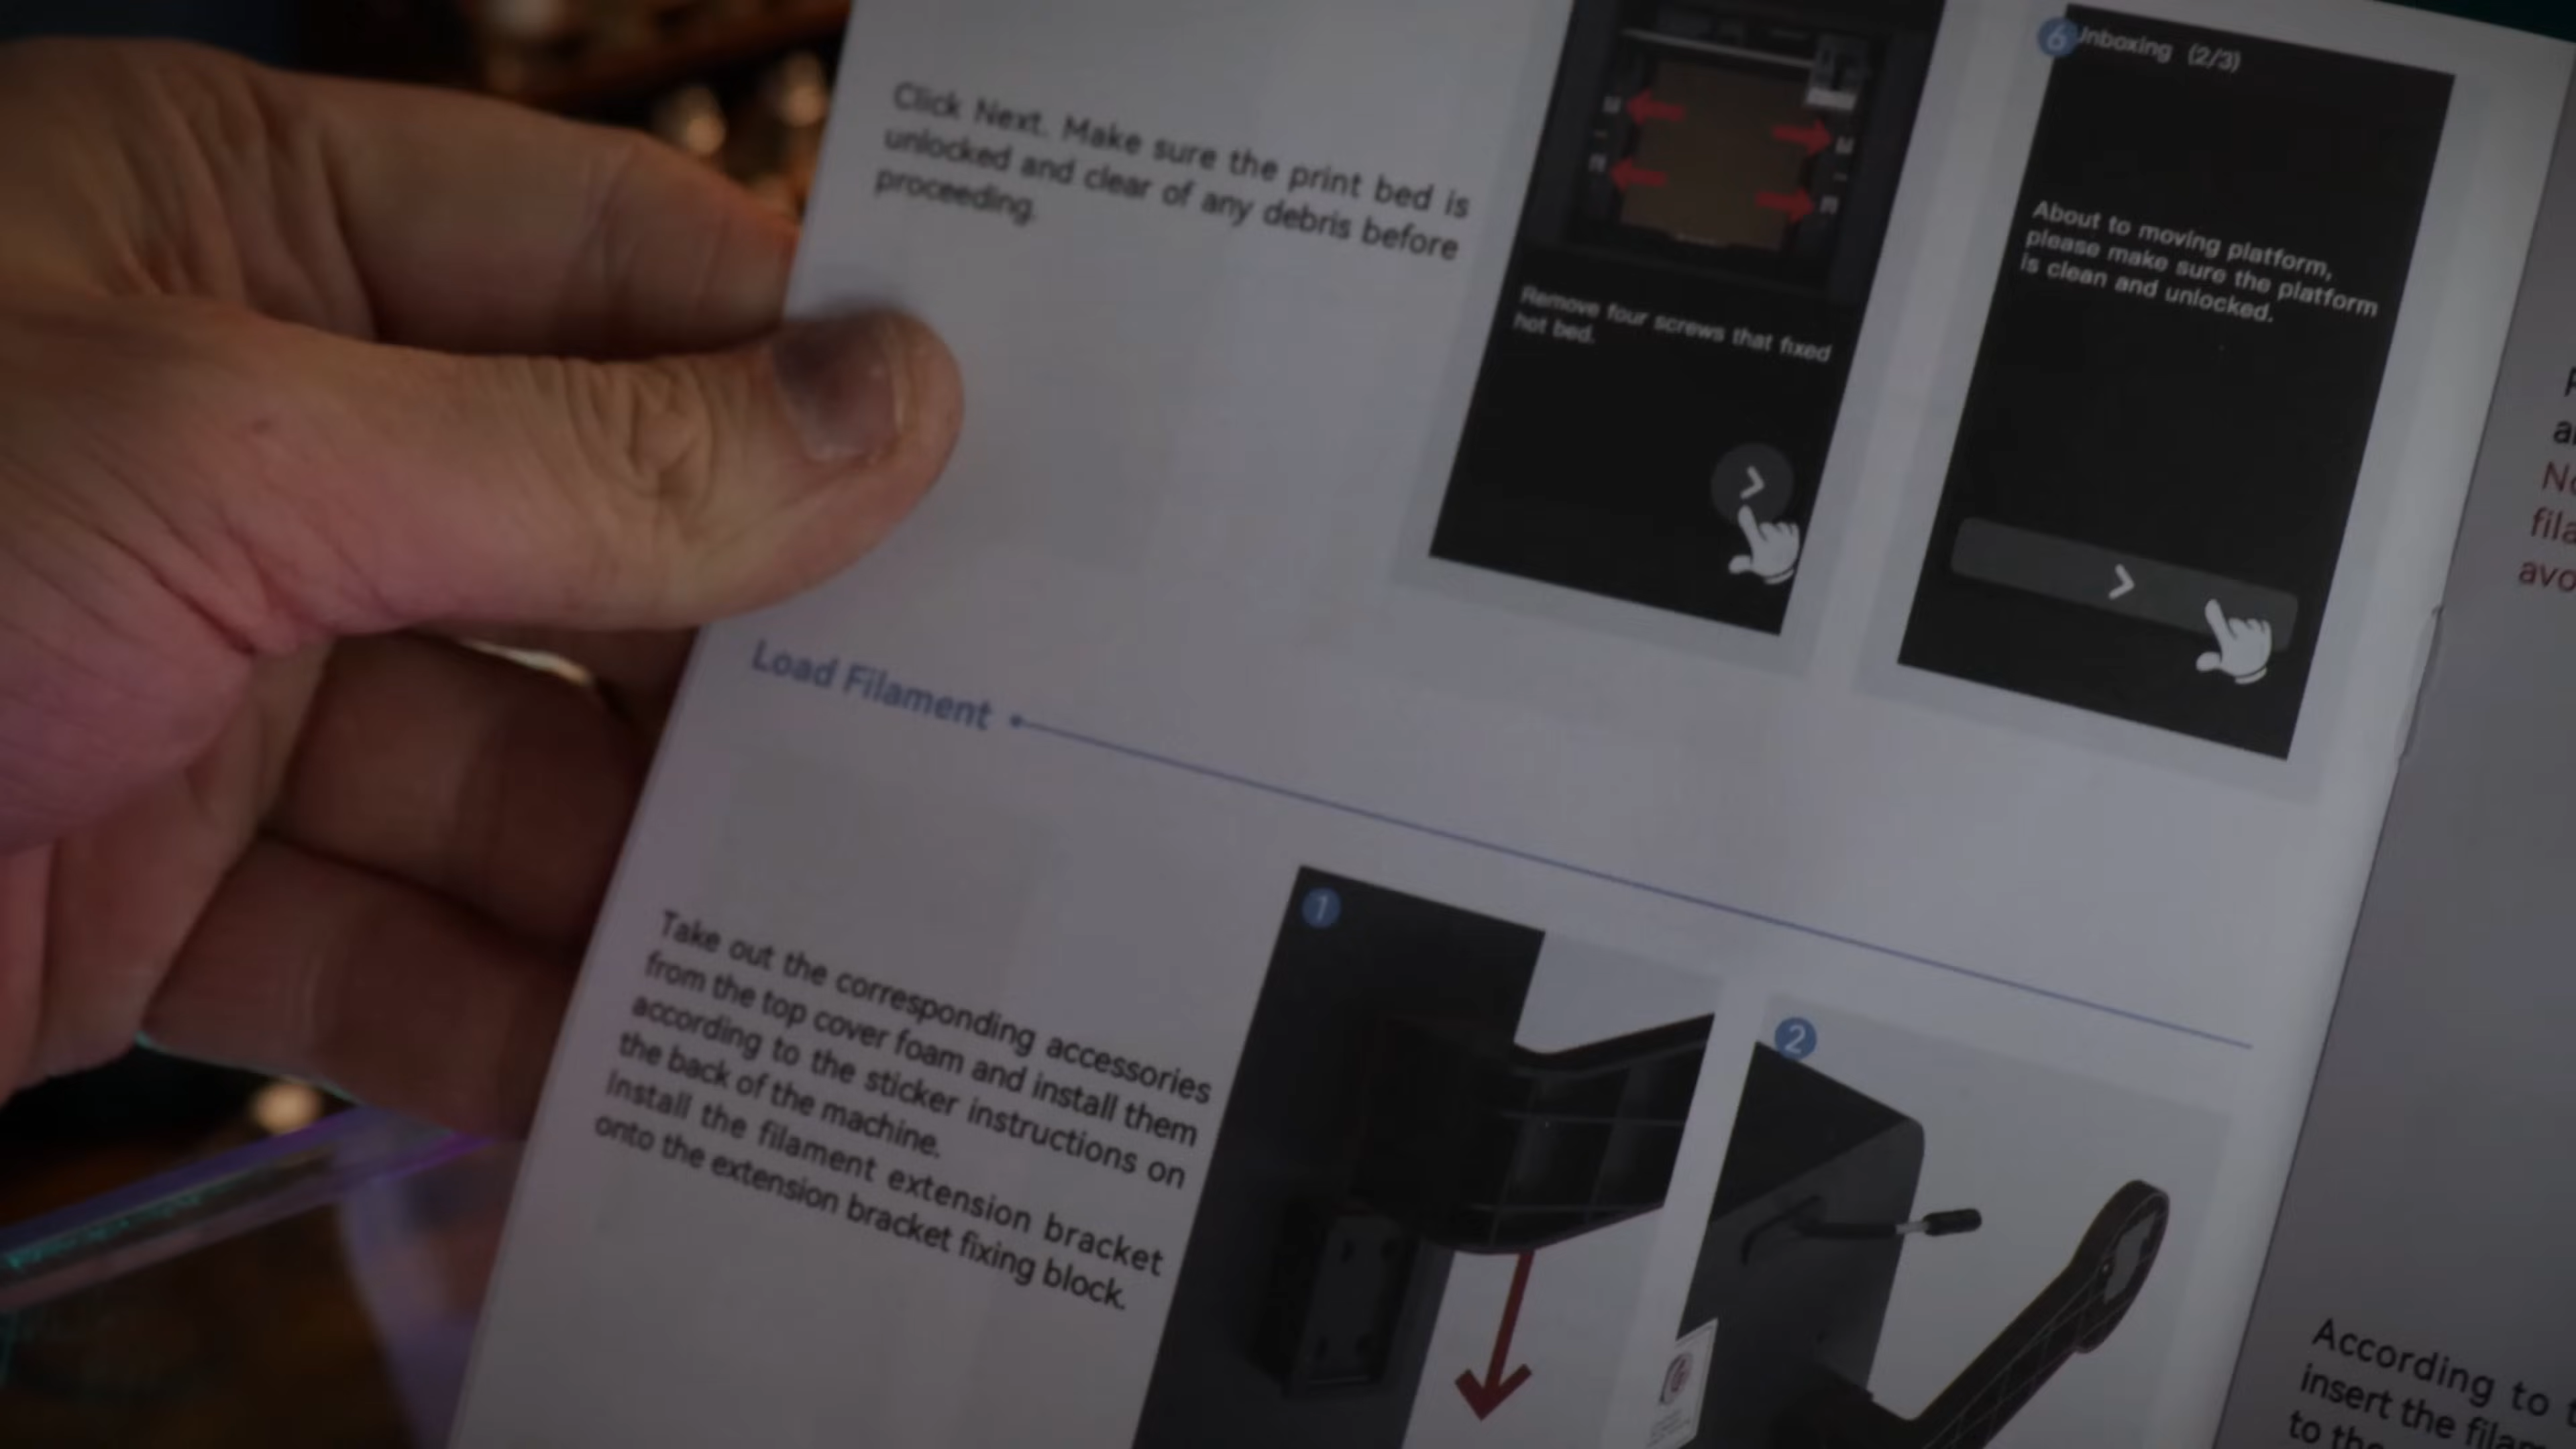 Click Next. Make sure the print bed is
unlocked and clear of any debris before
proceeding.
Remove four screws that fixed
hot bed.
6
Unboxing (2/3)
About to moving platform,
please make sure the platform
is clean and unlocked.
Load Filament
Take out the corresponding accessories
from the top cover foam and install them
according to the sticker instructions on
the back of the machine.
Install the filament extension bracket
onto the extension bracket fixing block.
1
2
According to
insert the
to the